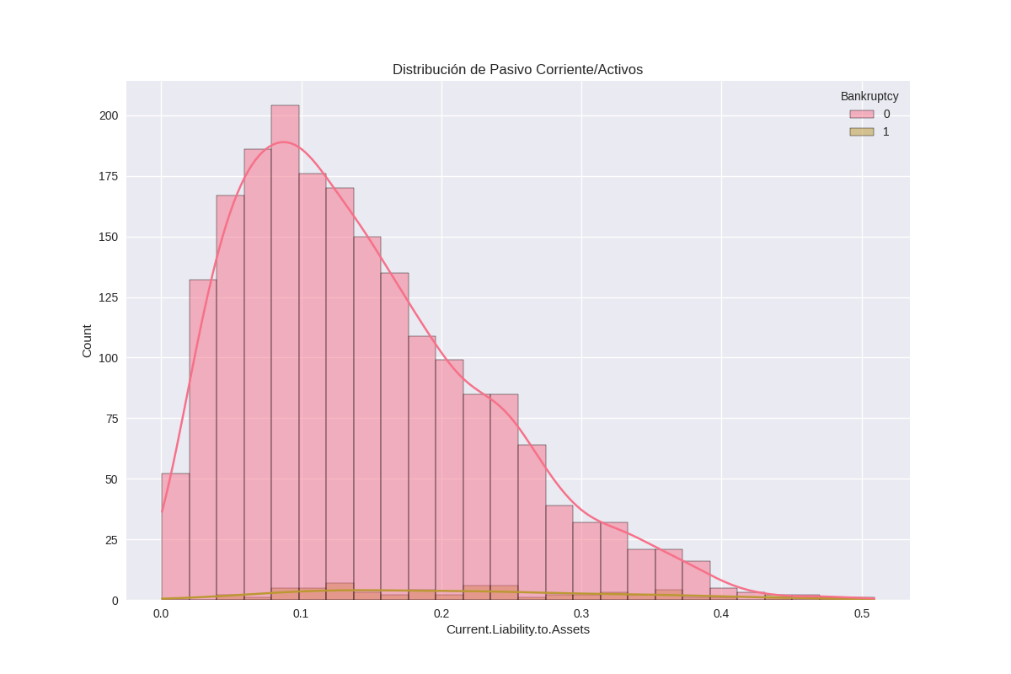 Distribución de Pasivo Corriente/Activos
Bankruptcy
0
1
200
175
150
125
100
75
50
25
0
Count
0.0 0.1 0.2 0.3 0.4 0.5
Current.Liability.to.Assets